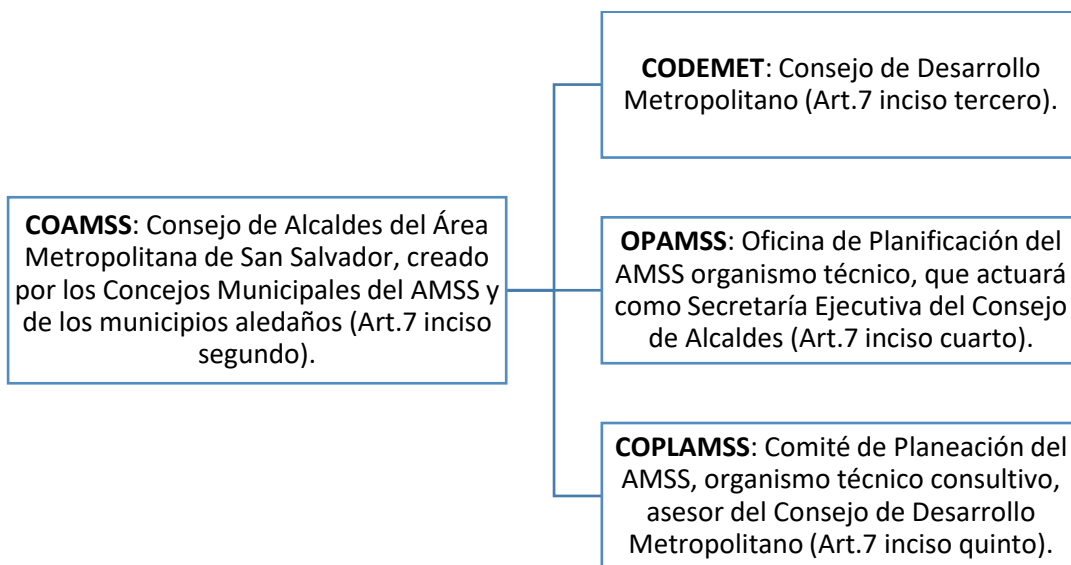 COAMSS: Consejo de Alcaldes del Área
Metropolitana de San Salvador, creado
por los Concejos Municipales del AMSS y
de los municipios aledaños (Art.7 inciso
segundo).
CODEMET: Consejo de Desarrollo
Metropolitano (Art.7 inciso tercero).
OPAMSS: Oficina de Planificación del
AMSS organismo técnico, que actuará
como Secretaría Ejecutiva del Consejo
de Alcaldes (Art.7 inciso cuarto).
COPLAMSS: Comité de Planeación del
AMSS, organismo técnico consultivo,
asesor del Consejo de Desarrollo
Metropolitano (Art.7 inciso quinto).